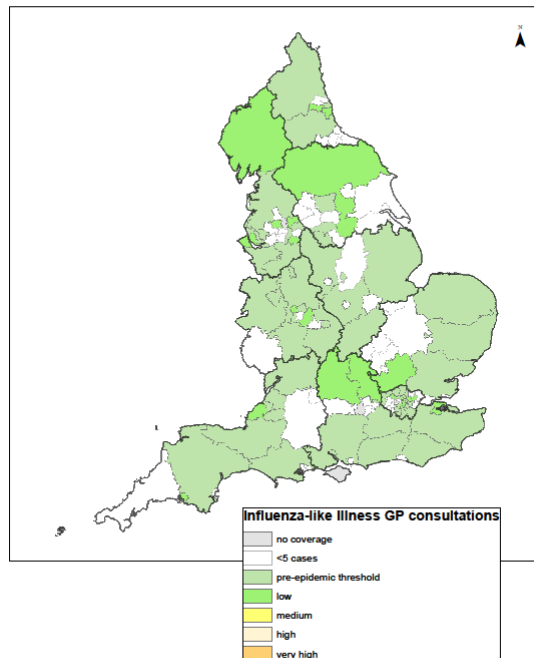 N
Influenza-like Illness GP consultations
no coverage
<5 cases
pre-epidemic threshold
low
medium
high
very high